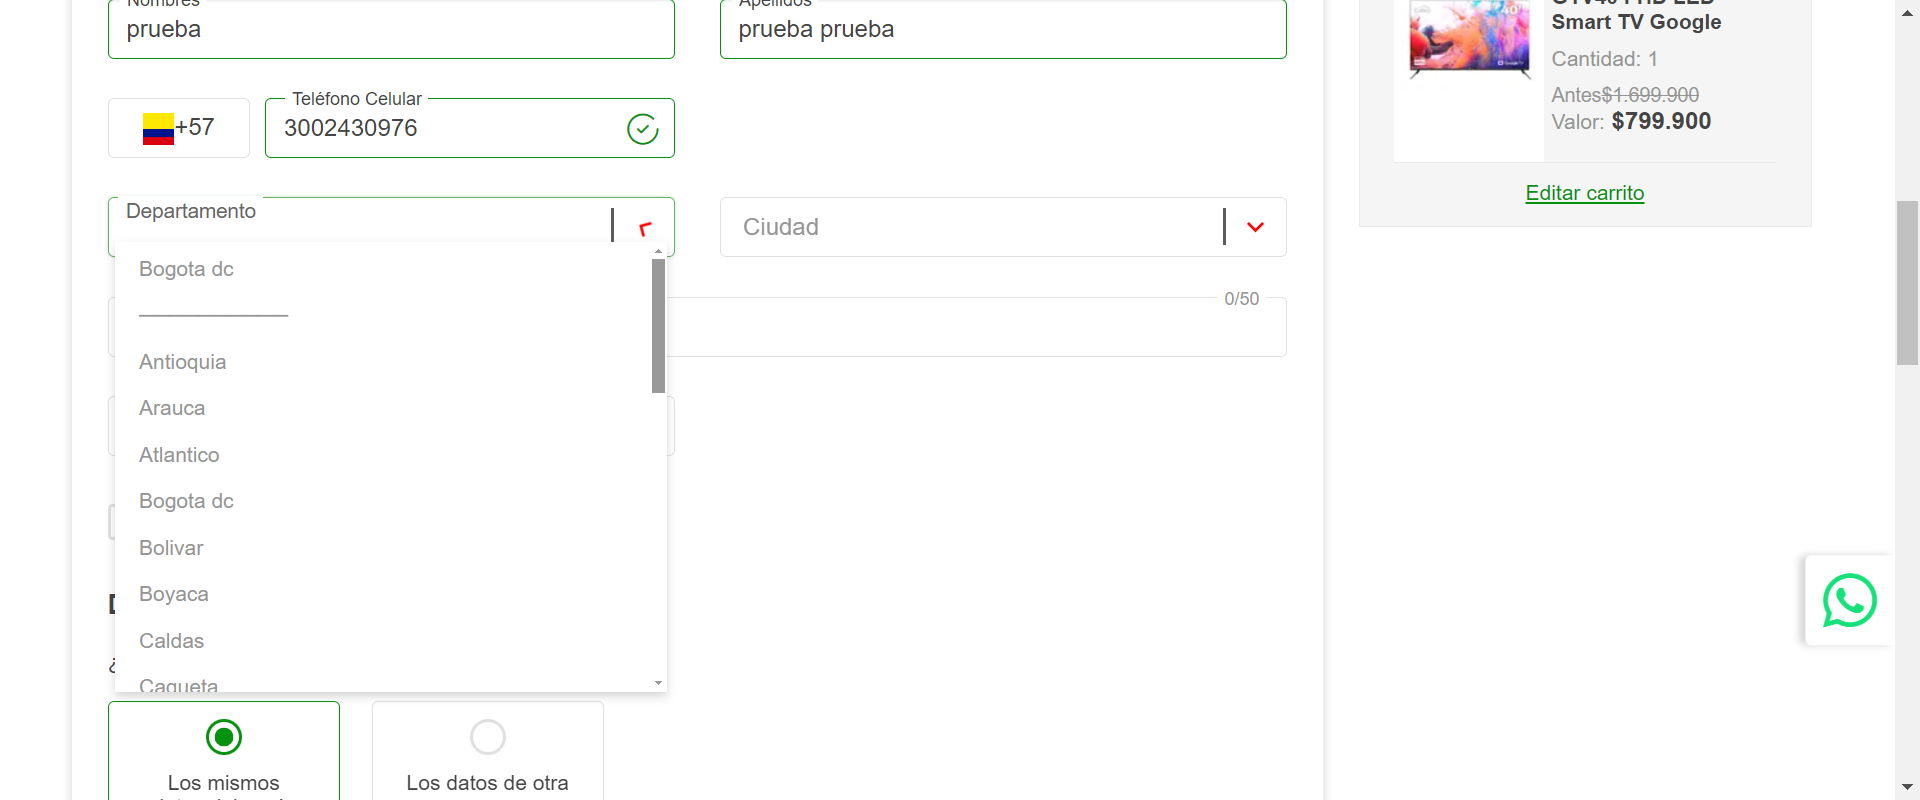 Nombres
prueba
Apellidos
prueba prueba
+57
Teléfono Celular
3002430976
Departamento
Ciudad
Bogota dc
Antioquia
Arauca
Atlantico
Bogota dc
Bolivar
Boyaca
Caldas
Caqueta
0/50
Los mismos
Los datos de otra
Smart TV Google
Cantidad: 1
Antes$1.699.900
Valor: $799.900
Editar carrito